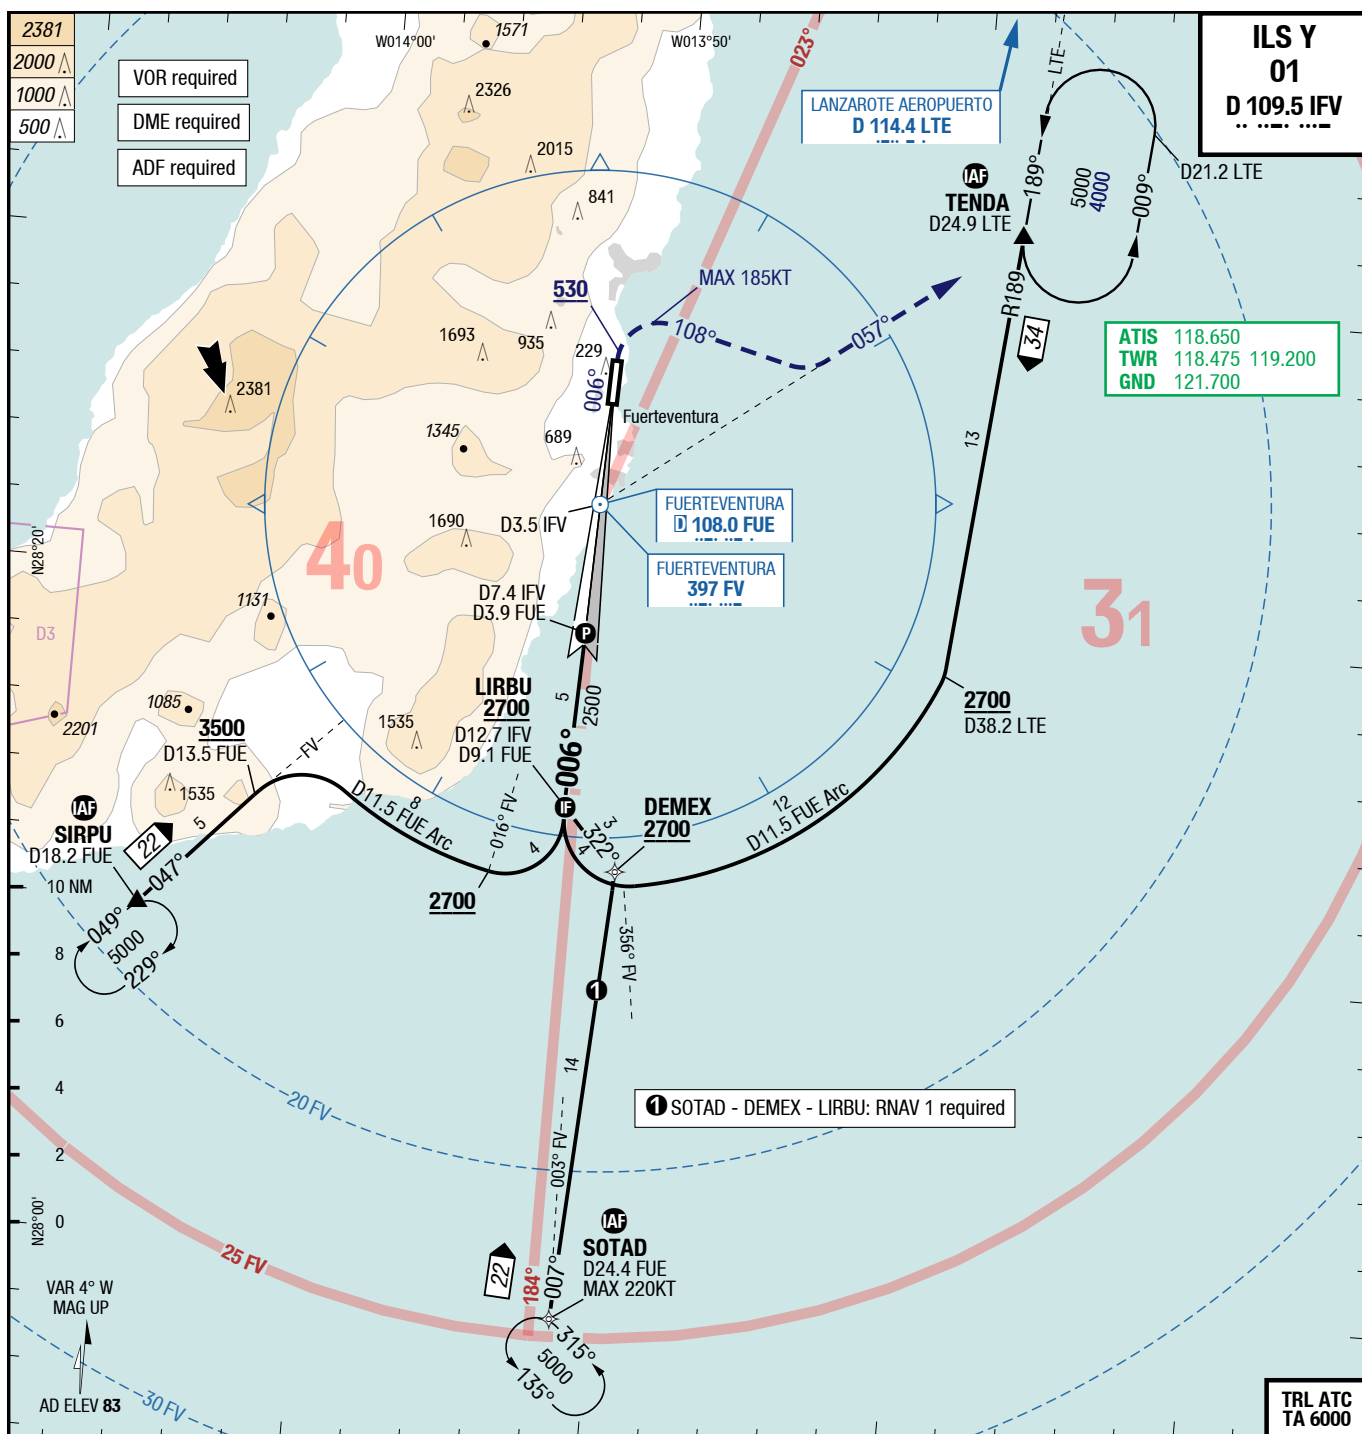 2381
2000
1000
500
VOR required
DME required
ADF required
1571
W014°00'
W013°50'
023°
LTE
ILS Y
01
D 109.5 IFV
LANZAROTE AEROPUERTO
D 114.4 LTE
2326
2015
841
IAF
TENDA
D24.9 LTE
189°
5000
4000
009°
D21.2 LTE
530
MAX 185KT
108°
057°
R189
34
1693
935
229
006°
Fuerteventura
2381
1345
689
ATIS 118.650
TWR 118.475 119.200
GND 121.700
13
N28°20'
40
1690
D3.5 IFV
FUERTEVENTURA
D 108.0 FUE
FUERTEVENTURA
397 FV
31
1131
D3
D7.4 IFV
D3.9 FUE
P
2201
1085
3500
D13.5 FUE
FV
1535
LIRBU
2700
D12.7 IFV
D9.1 FUE
5
2500
006°
2700
D38.2 LTE
1535
IAF
SIRPU
D18.2 FUE
22
5
047°
D11.5 FUE Arc
8
016° FV
4
IF
322°
3
4
DEMEX
2700
12
D11.5 FUE Arc
2700
10 NM
049°
5000
229°
356° FV
8
6
4
2
0
1
14
20 FV
1 SOTAD - DEMEX - LIRBU: RNAV 1 required
003° FV
N28°00'
25 FV
22
184°
007°
IAF
SOTAD
D24.4 FUE
MAX 220KT
315°
5000
135°
VAR 4° W
MAG UP
AD ELEV 83
30 FV
TRL ATC
TA 6000